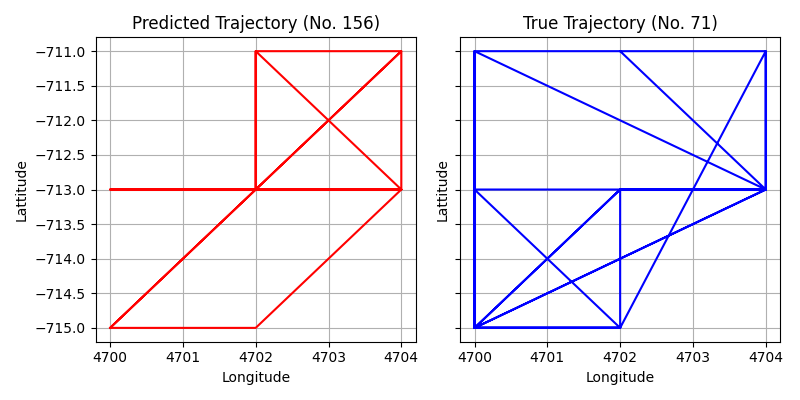 Predicted Trajectory (No. 156)
True Trajectory (No. 71)
Lattitude
−711.0
−711.5
−712.0
−712.5
−713.0
−713.5
−714.0
−714.5
−715.0
4700 4701 4702 4703 4704
Longitude
Lattitude
4700 4701 4702 4703 4704
Longitude